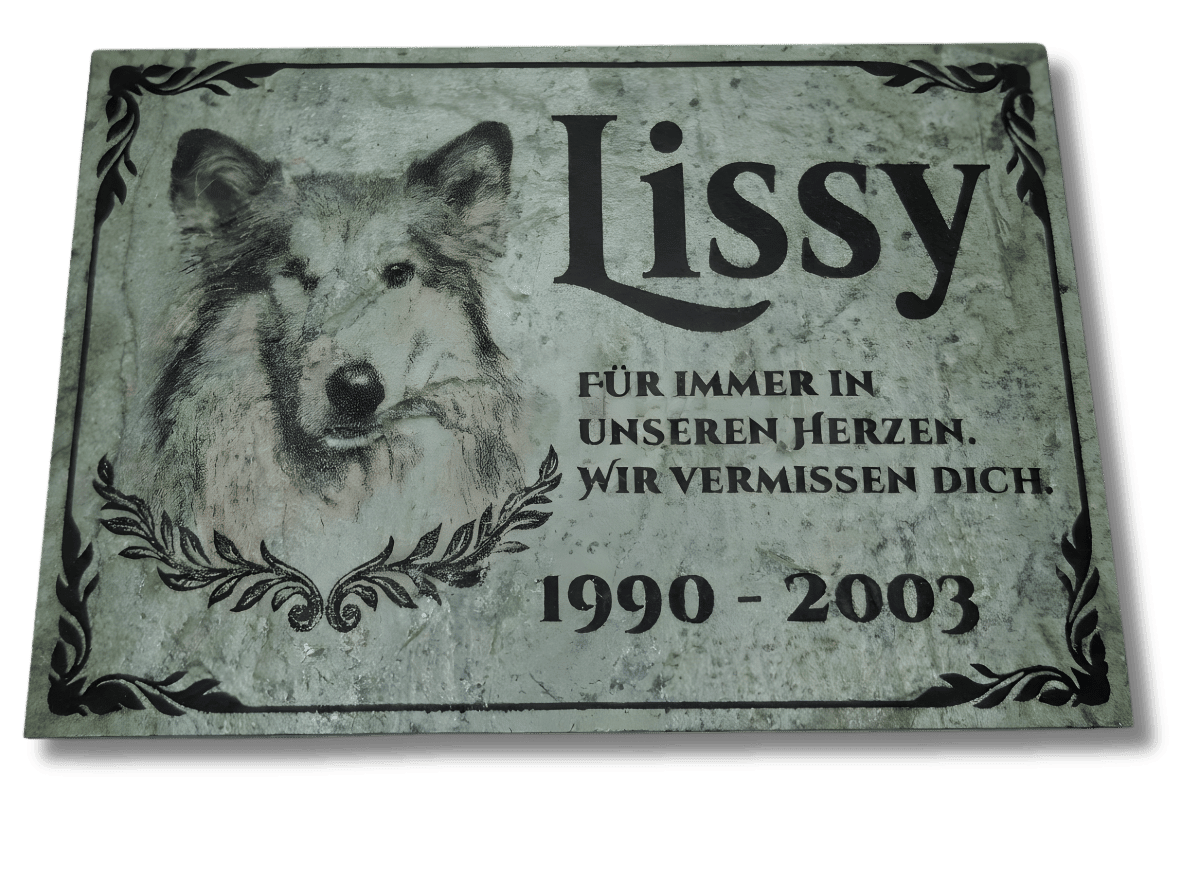 Lissy
Für immer in
unseren Herzen.
Wir vermissen dich.
1990 - 2003